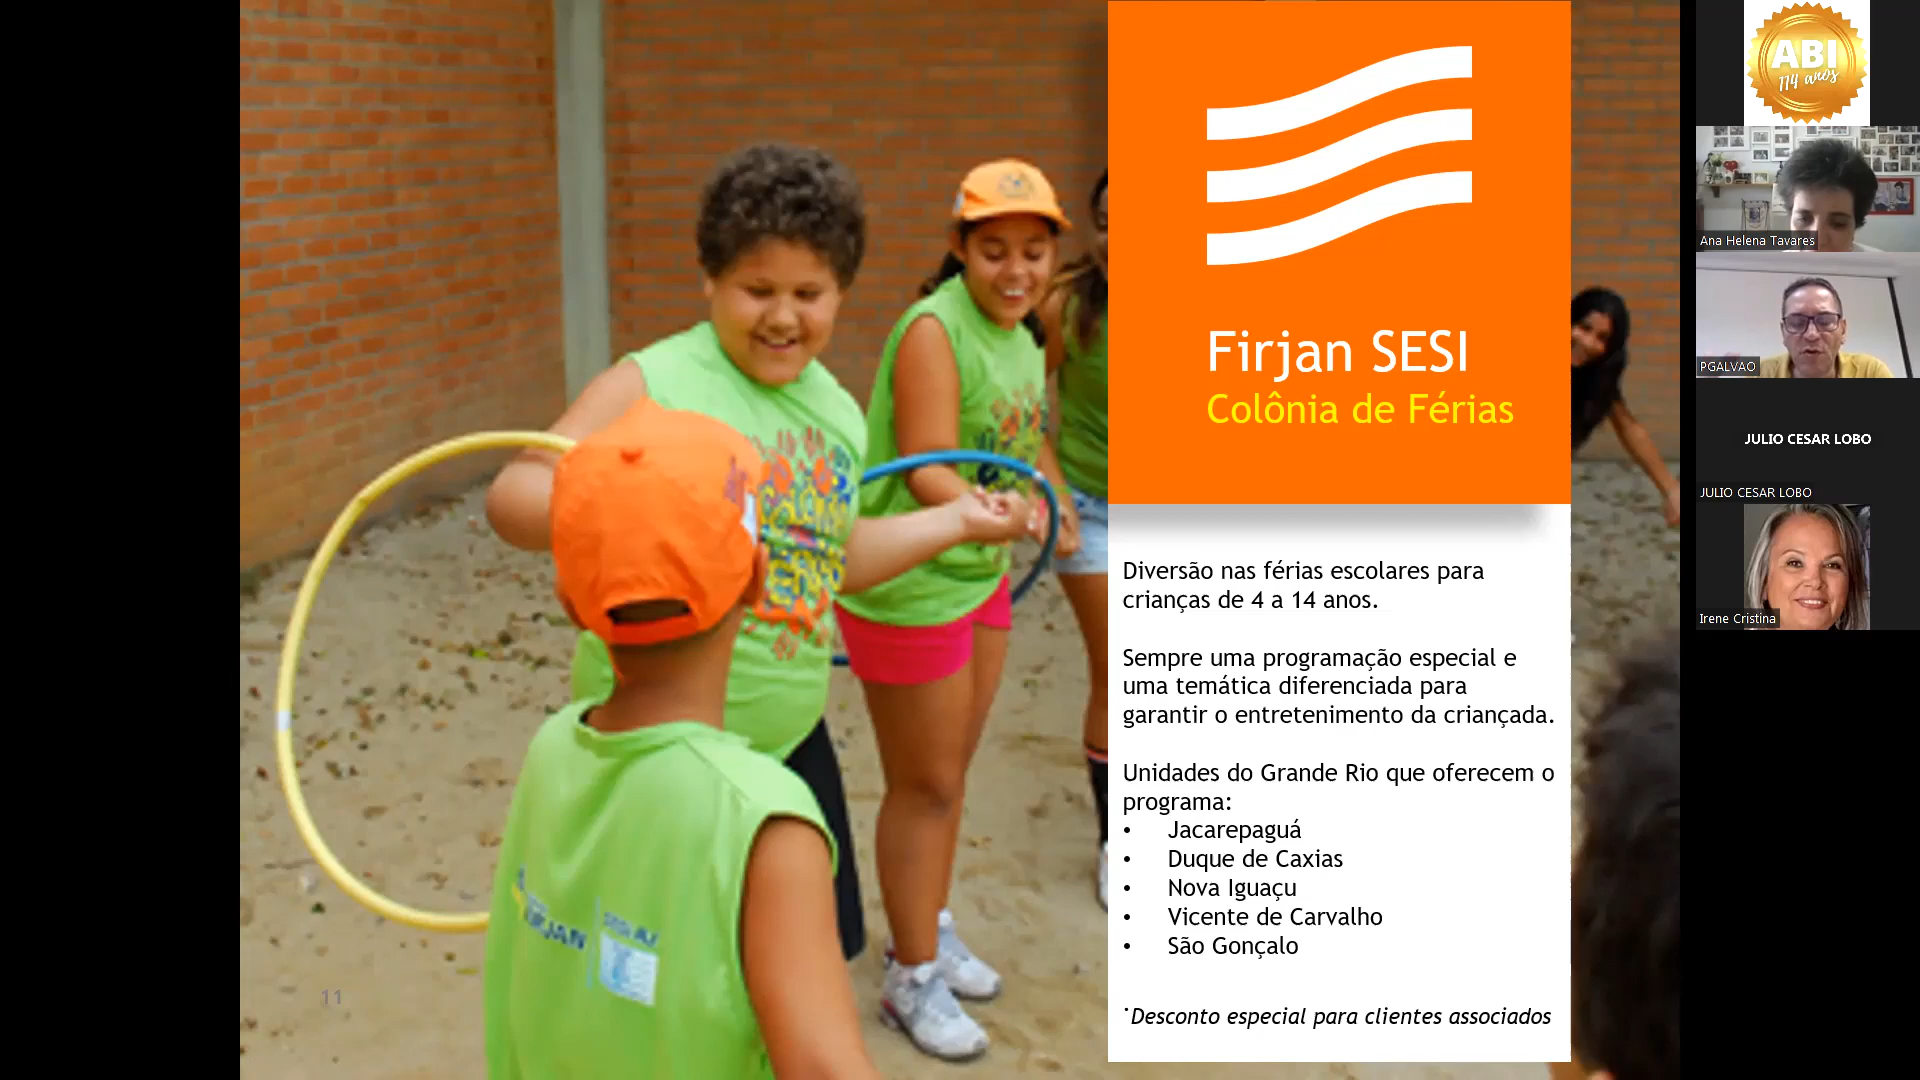 Firjan SESI
Colônia de Férias
Diversão nas férias escolares para
crianças de 4 a 14 anos.
Sempre uma programação especial e
uma temática diferenciada para
garantir o entretenimento da criançada.
Unidades do Grande Rio que oferecem o
programa:
• Jacarepaguá
• Duque de Caxias
• Nova Iguaçu
• Vicente de Carvalho
• São Gonçalo
*Desconto especial para clientes associados
11
ABI
114 anos
Ana Helena Tavares
PGALVAO
JULIO CESAR LOBO
JULIO CESAR LOBO
Irene Cristina